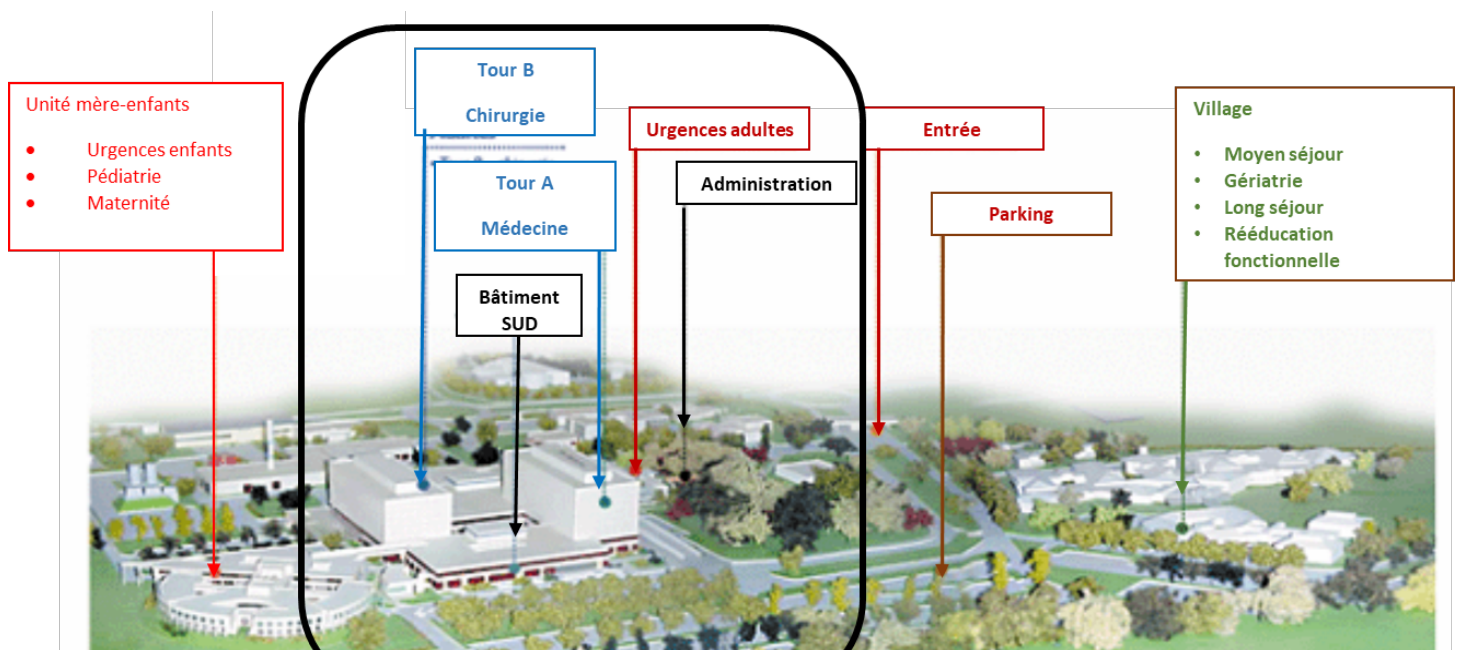 Unité mère-enfants
• Urgences enfants
• Pédiatrie
• Maternité
Tour B
Chirurgie
Tour A
Médecine
Bâtiment
SUD
Urgences adultes
Administration
Entrée
Parking
Village
• Moyen séjour
• Gériatrie
• Long séjour
• Rééducation
fonctionnelle